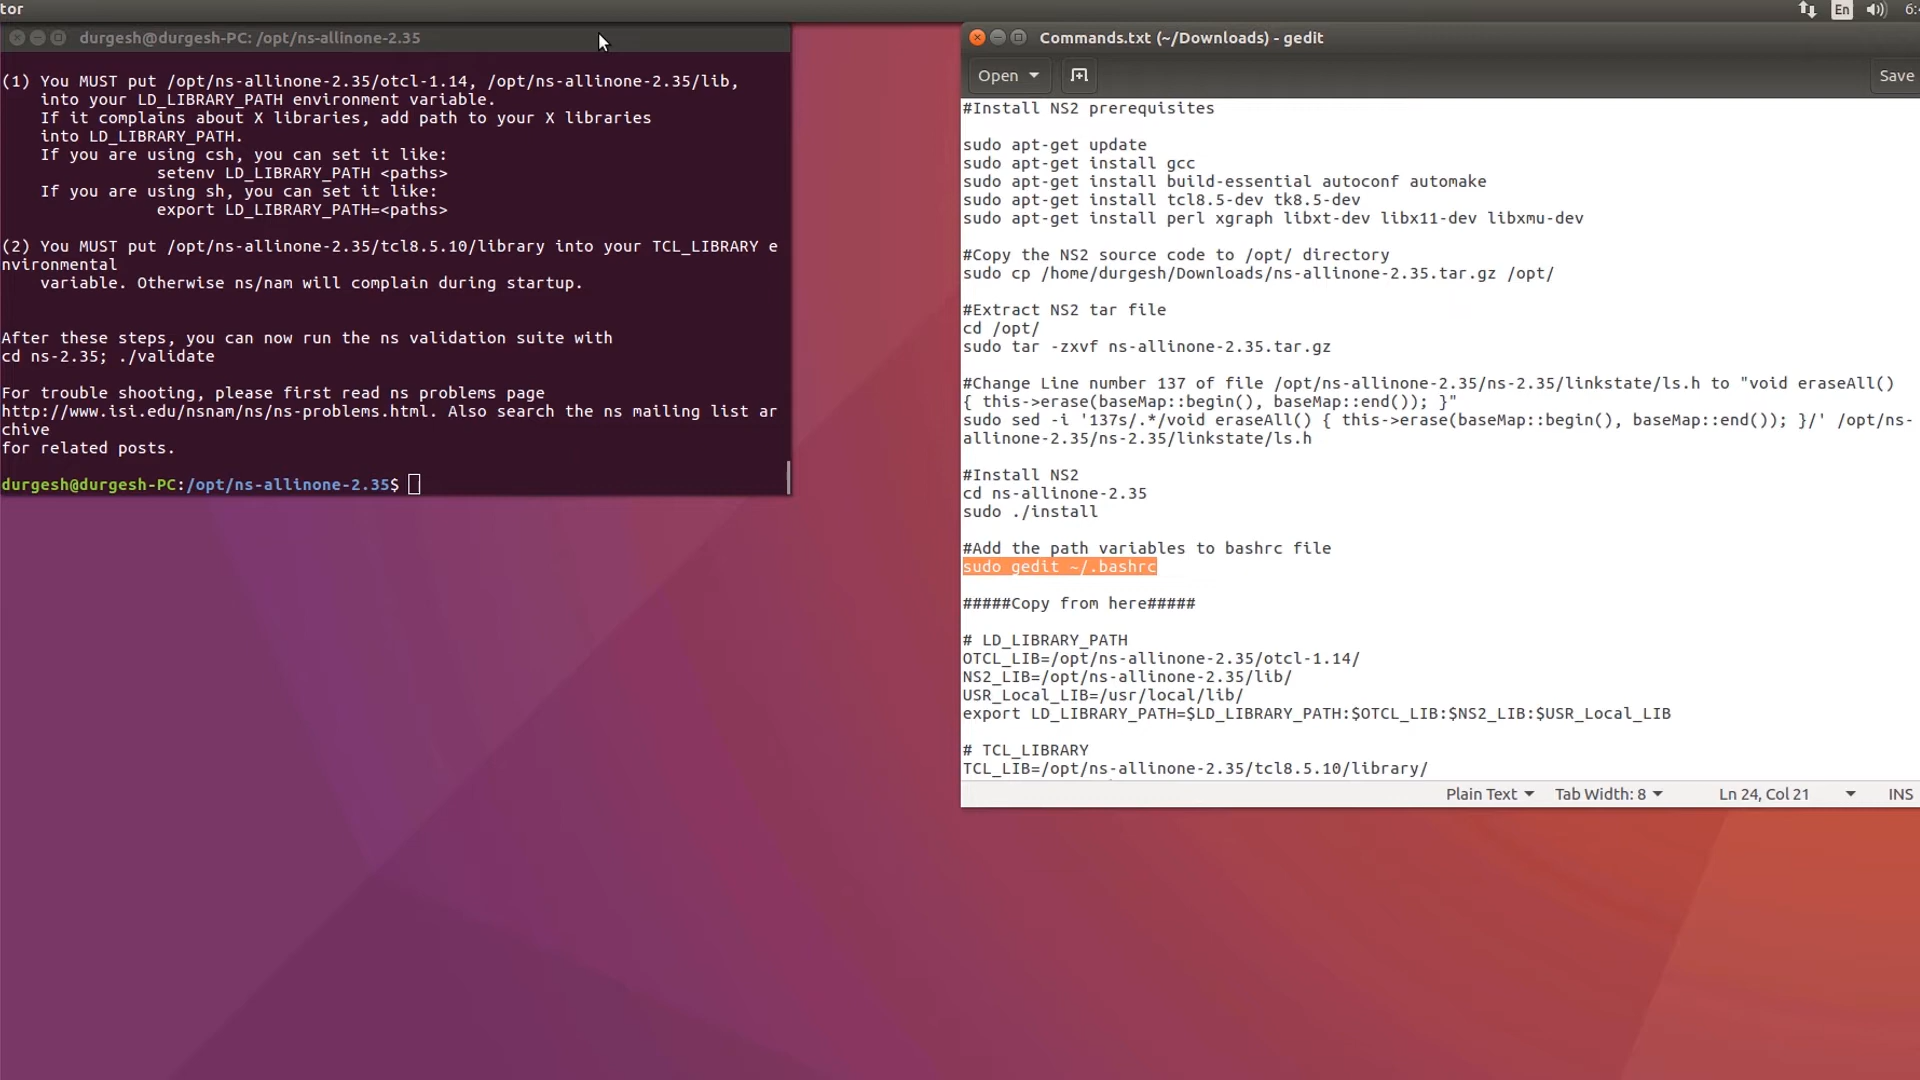 tor
En
6:
durgesh@durgesh-PC: /opt/ns-allinone-2.35
(1) You MUST put /opt/ns-allinone-2.35/otcl-1.14, /opt/ns-allinone-2.35/lib,
into your LD_LIBRARY_PATH environment variable.
If it complains about X libraries, add path to your X libraries
into LD_LIBRARY_PATH.
If you are using csh, you can set it like:
setenv LD_LIBRARY_PATH <paths>
If you are using sh, you can set it like:
export LD_LIBRARY_PATH=<paths>
(2) You MUST put /opt/ns-allinone-2.35/tcl8.5.10/library into your TCL_LIBRARY e
nvironmental
variable. Otherwise ns/nam will complain during startup.
After these steps, you can now run the ns validation suite with
cd ns-2.35; ./validate
For trouble shooting, please first read ns problems page
http://www.isi.edu/nsnam/ns/ns-problems.html. Also search the ns mailing list ar
chive
for related posts.
durgesh@durgesh-PC:/opt/ns-allinone-2.35$
Commands.txt (~/Downloads) - gedit
Open
Save
#Install NS2 prerequisites
sudo apt-get update
sudo apt-get install gcc
sudo apt-get install build-essential autoconf automake
sudo apt-get install tcl8.5-dev tk8.5-dev
sudo apt-get install perl xgraph libxt-dev libx11-dev libxmu-dev
#Copy the NS2 source code to /opt/ directory
sudo cp /home/durgesh/Downloads/ns-allinone-2.35.tar.gz /opt/
#Extract NS2 tar file
cd /opt/
sudo tar -zxvf ns-allinone-2.35.tar.gz
#Change Line number 137 of file /opt/ns-allinone-2.35/ns-2.35/linkstate/ls.h to "void eraseAll()
{ this->erase(baseMap::begin(), baseMap::end()); }"
sudo sed -i '137s/.*/void eraseAll() { this->erase(baseMap::begin(), baseMap::end()); }/' /opt/ns-
allinone-2.35/ns-2.35/linkstate/ls.h
#Install NS2
cd ns-allinone-2.35
sudo ./install
#Add the path variables to bashrc file
sudo gedit ~/.bashrc
#####Copy from here#####
# LD_LIBRARY_PATH
OTCL_LIB=/opt/ns-allinone-2.35/otcl-1.14/
NS2_LIB=/opt/ns-allinone-2.35/lib/
USR_Local_LIB=/usr/local/lib/
export LD_LIBRARY_PATH=$LD_LIBRARY_PATH:$OTCL_LIB:$NS2_LIB:$USR_Local_LIB
# TCL_LIBRARY
TCL_LIB=/opt/ns-allinone-2.35/tcl8.5.10/library/
Plain Text
Tab Width: 8
Ln 24, Col 21
INS